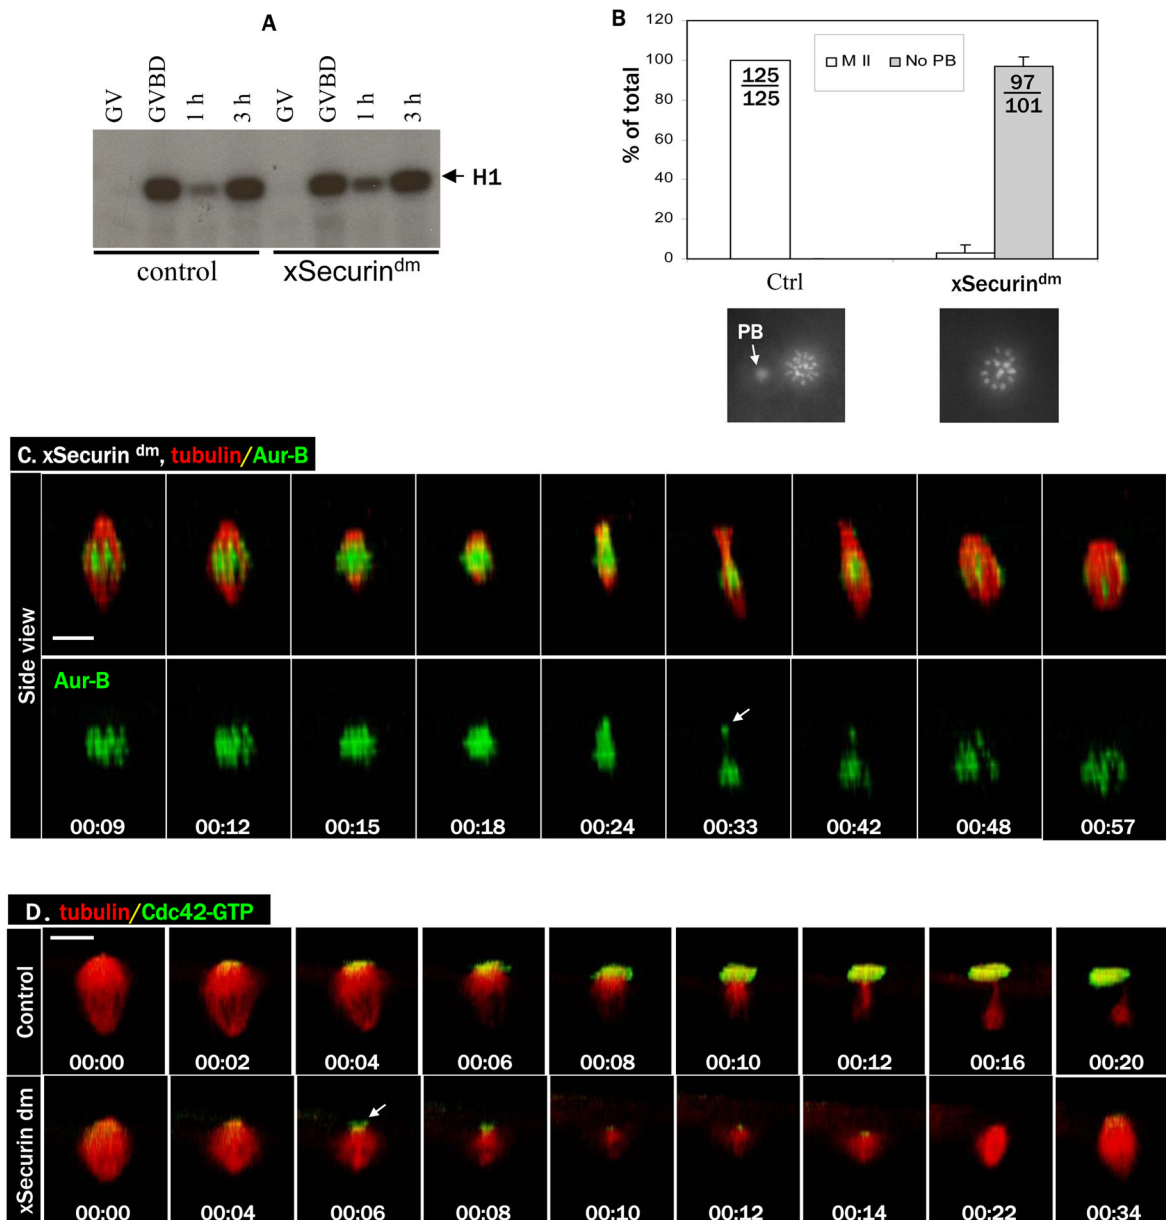 A
GV
GVBD
1 h
3 h
GV
GVBD
1 h
3 h
H1
control
xSecurin^dm
B
% of total
120
100
80
60
40
20
0
M II
No PB
125
125
97
101
Ctrl
xSecurin^dm
PB
C. xSecurin ^dm, tubulin/Aur-B
Side view
Aur-B
00:09 00:12 00:15 00:18 00:24 00:33 00:42 00:48 00:57
D. tubulin/Cdc42-GTP
Control
00:00 00:02 00:04 00:06 00:08 00:10 00:12 00:16 00:20
xSecurin dm
00:00 00:04 00:06 00:08 00:10 00:12 00:14 00:22 00:34